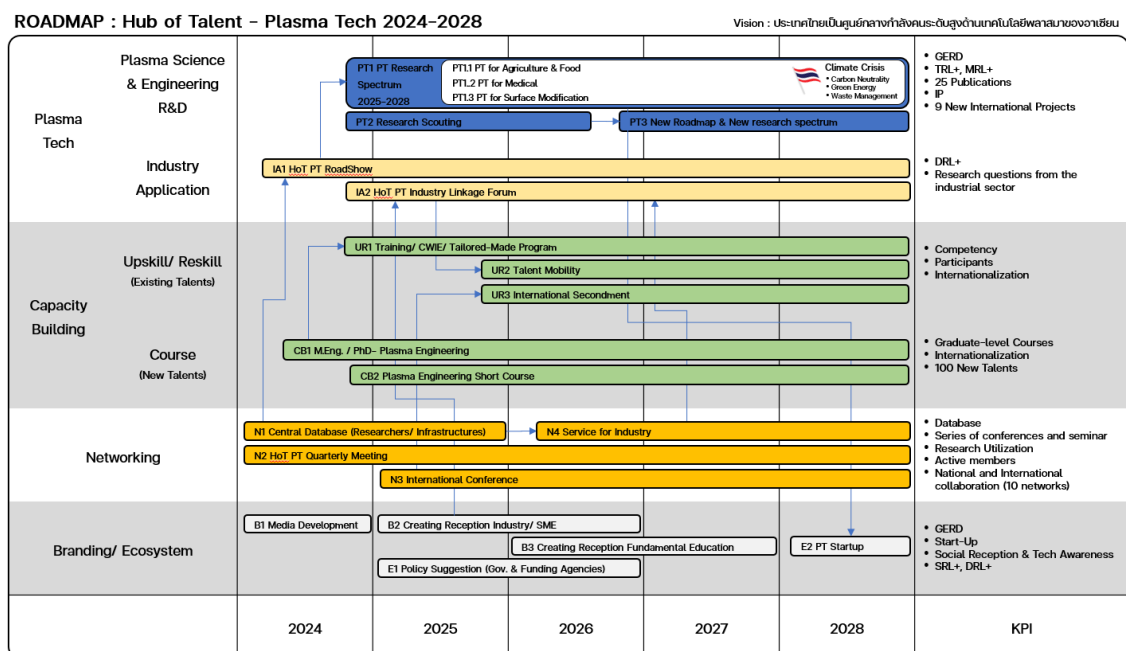 ROADMAP : Hub of Talent - Plasma Tech 2024-2028
Vision : ประเทศไทยเป็นศูนย์กลางกำลังคนระดับสูงด้านเทคโนโลยีพลาสมาของอาเซียน
Plasma
Tech
Plasma Science
& Engineering
R&D
PT1 PT Research
Spectrum
2025-2028
PT1.1 PT for Agriculture & Food
PT1.2 PT for Medical
PT1.3 PT for Surface Modification
Climate Crisis
• Carbon Neutrality
• Green Energy
• Waste Management
PT2 Research Scouting
PT3 New Roadmap & New research spectrum
• GERD
• TRL+, MRL+
• 25 Publications
• IP
• 9 New International Projects
Industry
Application
IA1 HoT PT RoadShow
IA2 HoT PT Industry Linkage Forum
• DRL+
• Research questions from the
industrial sector
Capacity
Building
Upskill/ Reskill
(Existing Talents)
UR1 Training/ CWIE/ Tailored-Made Program
UR2 Talent Mobility
UR3 International Secondment
• Competency
• Participants
• Internationalization
Course
(New Talents)
CB1 M.Eng. / PhD- Plasma Engineering
CB2 Plasma Engineering Short Course
• Graduate-level Courses
• Internationalization
• 100 New Talents
Networking
N1 Central Database (Researchers/ Infrastructures)
N4 Service for Industry
N2 HoT PT Quarterly Meeting
N3 International Conference
• Database
• Series of conferences and seminar
• Research Utilization
• Active members
• National and International
collaboration (10 networks)
Branding/ Ecosystem
B1 Media Development
B2 Creating Reception Industry/ SME
B3 Creating Reception Fundamental Education
E2 PT Startup
E1 Policy Suggestion (Gov. & Funding Agencies)
• GERD
• Start-Up
• Social Reception & Tech Awareness
• SRL+, DRL+
2024
2025
2026
2027
2028
KPI